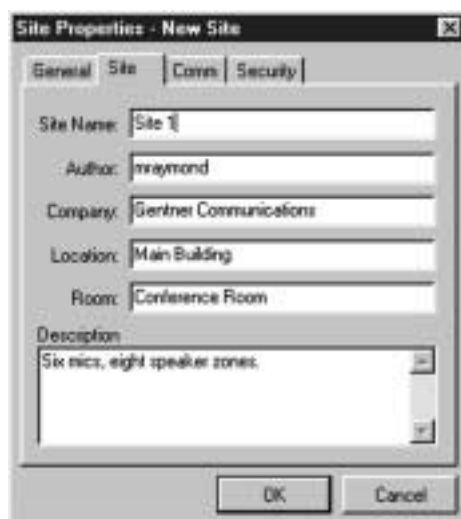 Site Properties - New Site
General Site Comm Security
Site Name: Site 1
Author: mraymond
Company: Gentner Communications
Location: Main Building
Room: Conference Room
Description
Six mics, eight speaker zones.
OK Cancel